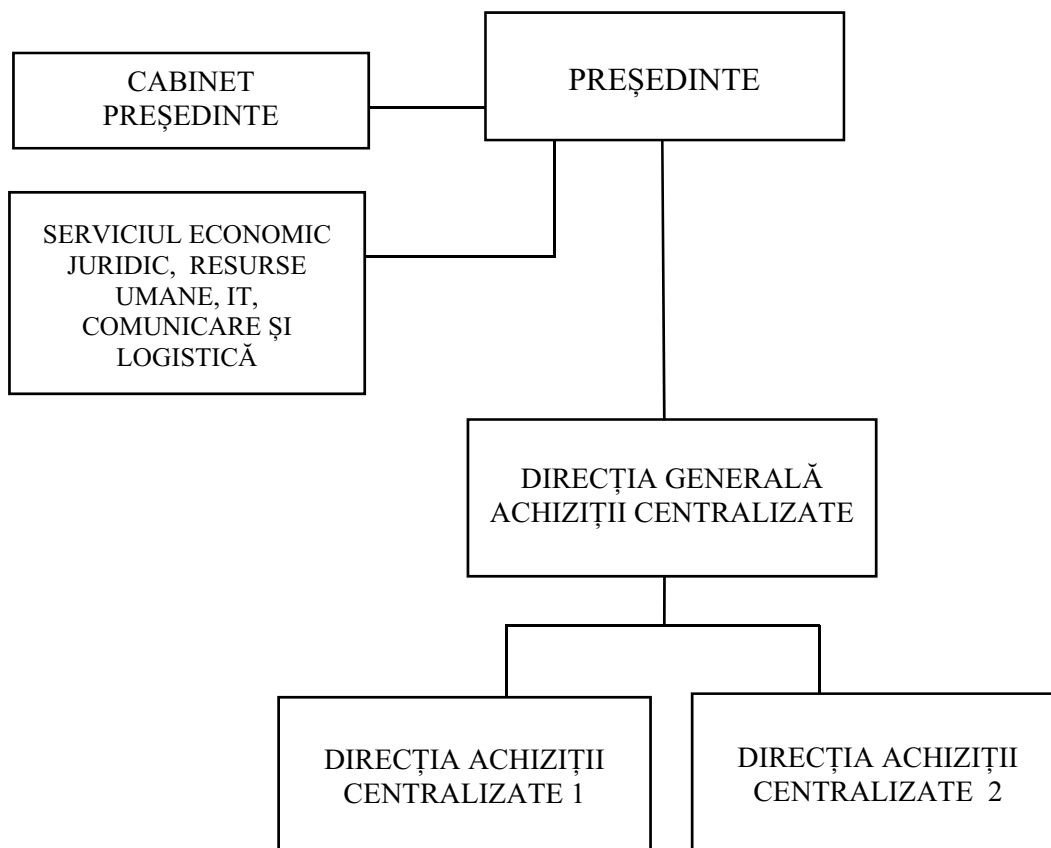 CABINET
PREȘEDINTE
PREȘEDINTE
SERVICIUL ECONOMIC
JURIDIC, RESURSE
UMANE, IT,
COMUNICARE ȘI
LOGISTICĂ
DIRECȚIA GENERALĂ
ACHIZIȚII CENTRALIZATE
DIRECȚIA ACHIZIȚII
CENTRALIZATE 1
DIRECȚIA ACHIZIȚII
CENTRALIZATE 2